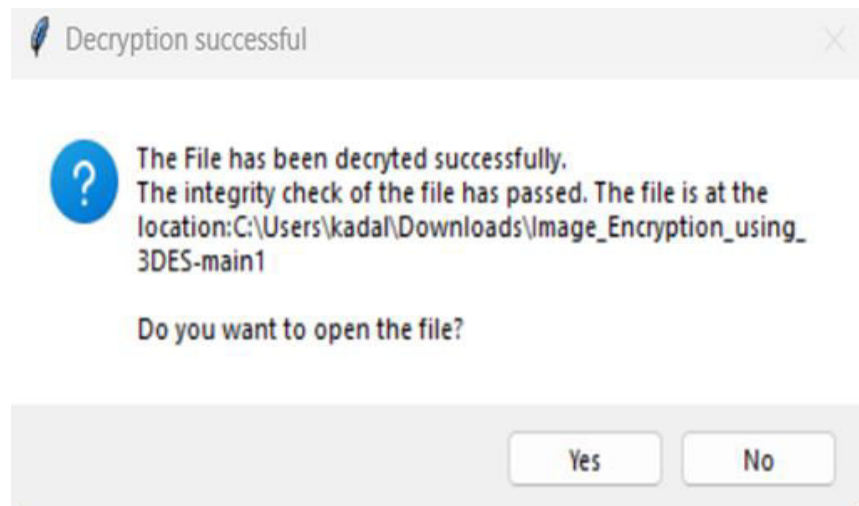 Decryption successful
The File has been decryted successfully.
The integrity check of the file has passed. The file is at the
location:C:\Users\kadal\Downloads\Image_Encryption_using_
3DES-main1
Do you want to open the file?
Yes
No